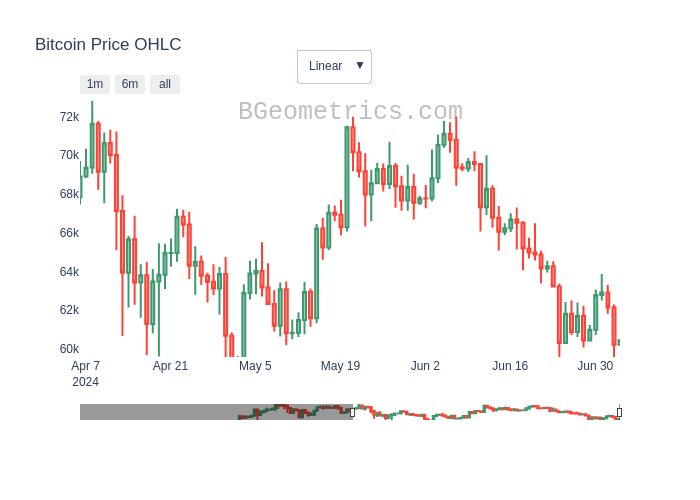 Bitcoin Price OHLC
Linear ▼
1m 6m all
BGeometrics.com
72k
70k
68k
66k
64k
62k
60k
Apr 7 Apr 21 May 5 May 19 Jun 2 Jun 16 Jun 30
2024